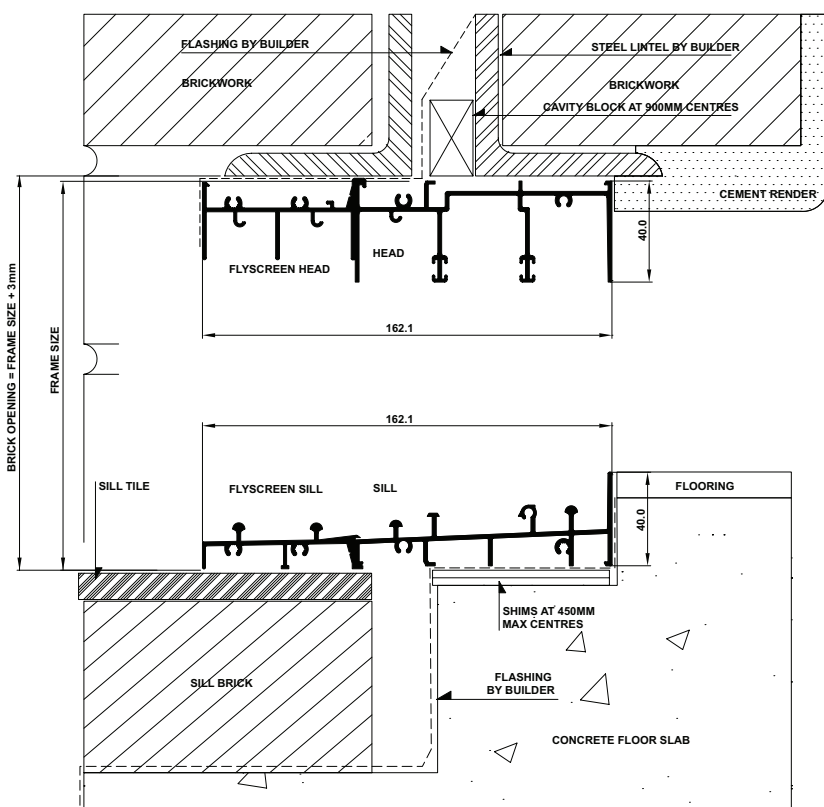 FLASHING BY BUILDER
STEEL LINTEL BY BUILDER
BRICKWORK
BRICKWORK
CAVITY BLOCK AT 900MM CENTRES
CEMENT RENDER
40.0
HEAD
FLYSCREEN HEAD
162.1
BRICK OPENING = FRAME SIZE + 3mm
FRAME SIZE
162.1
SILL TILE
FLYSCREEN SILL
SILL
FLOORING
40.0
SHIMS AT 450MM
MAX CENTRES
SILL BRICK
FLASHING
BY BUILDER
CONCRETE FLOOR SLAB